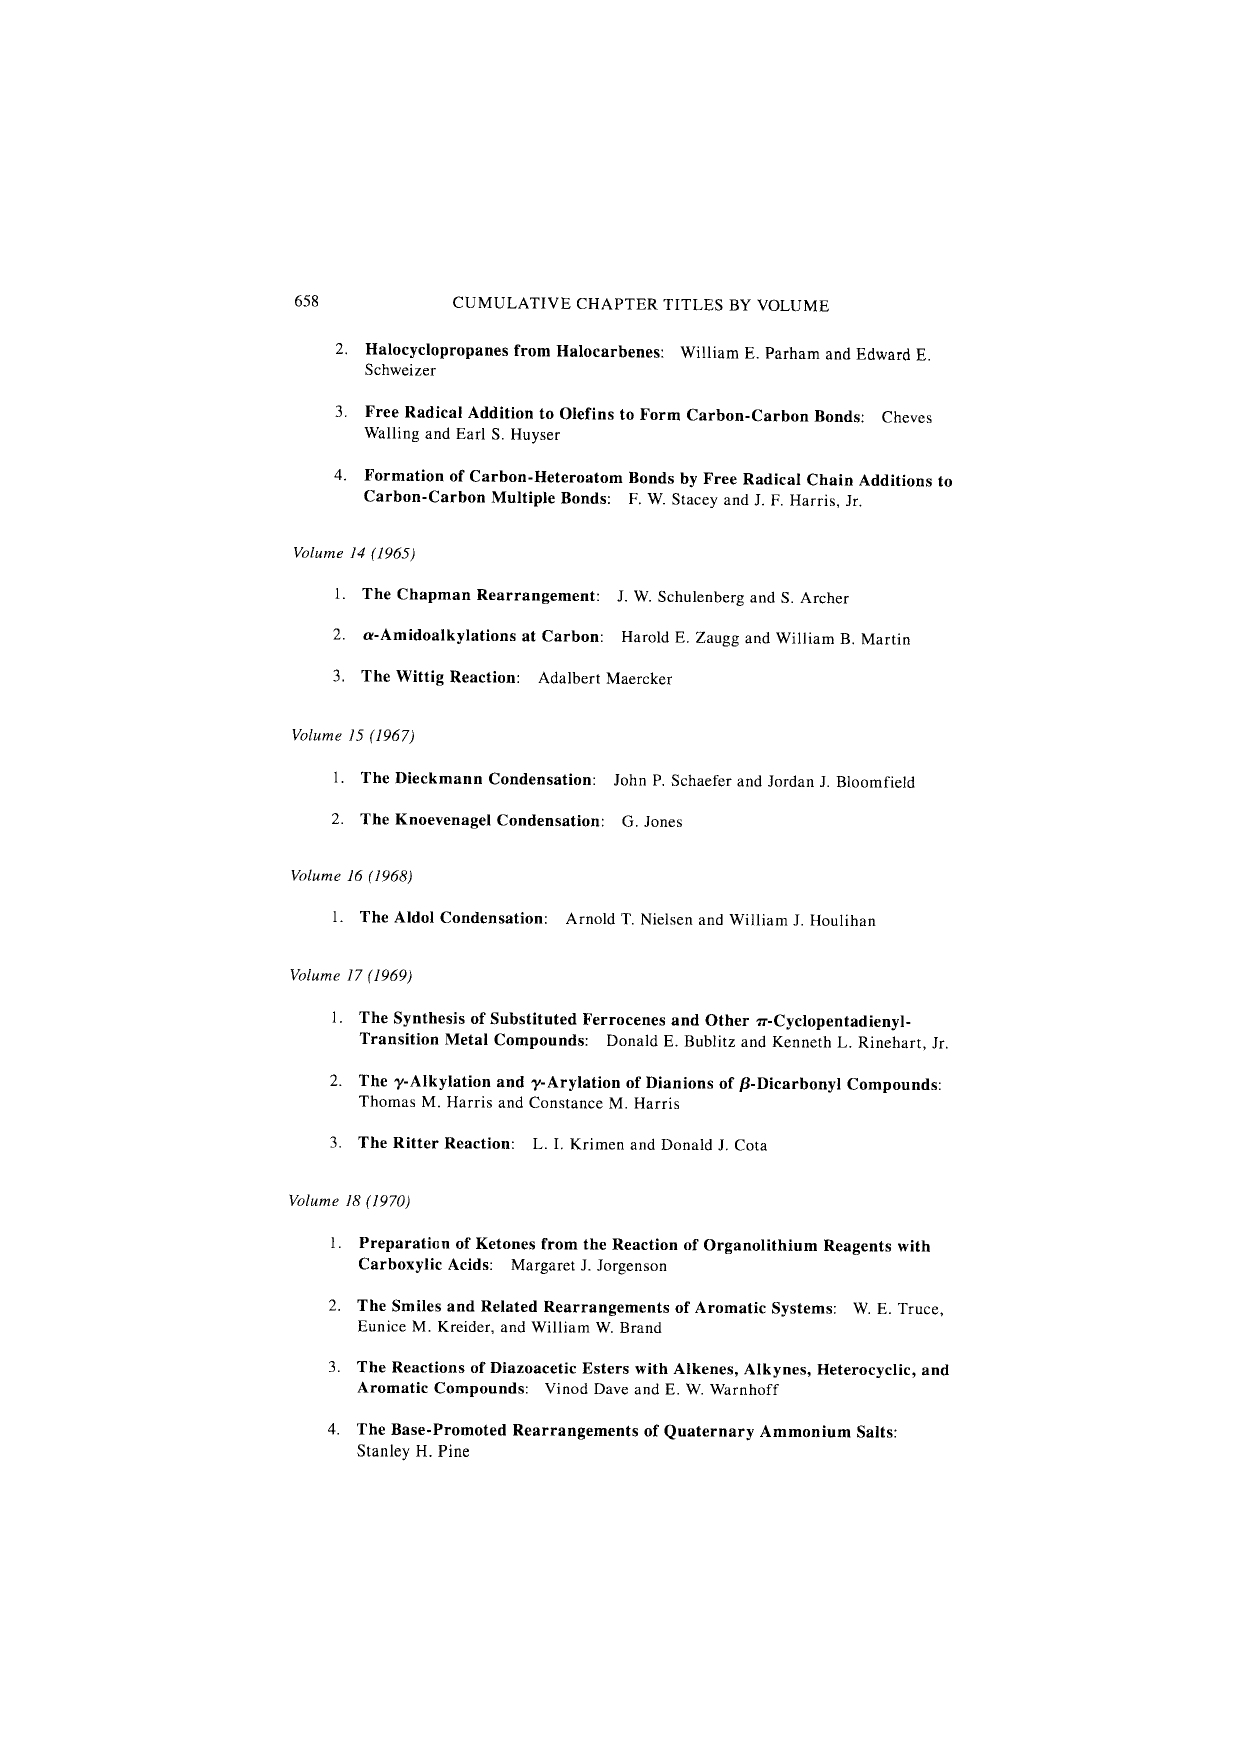 658 CUMULATIVE CHAPTER TITLES BY VOLUME
2. Halocyclopropanes from Halocarbenes: William E. Parham and Edward E.
Schweizer
3. Free Radical Addition to Olefins to Form Carbon-Carbon Bonds: Cheves
Walling and Earl S. Huyser
4. Formation of Carbon-Heteroatom Bonds by Free Radical Chain Additions to
Carbon-Carbon Multiple Bonds: F. W. Stacey and J. F. Harris, Jr.
Volume 14 (1965)
1. The Chapman Rearrangement: J. W. Schulenberg and S. Archer
2. α-Amidoalkylations at Carbon: Harold E. Zaugg and William B. Martin
3. The Wittig Reaction: Adalbert Maercker
Volume 15 (1967)
1. The Dieckmann Condensation: John P. Schaefer and Jordan J. Bloomfield
2. The Knoevenagel Condensation: G. Jones
Volume 16 (1968)
1. The Aldol Condensation: Arnold T. Nielsen and William J. Houlihan
Volume 17 (1969)
1. The Synthesis of Substituted Ferrocenes and Other π-Cyclopentadienyl-
Transition Metal Compounds: Donald E. Bublitz and Kenneth L. Rinehart, Jr.
2. The γ-Alkylation and γ-Arylation of Dianions of β-Dicarbonyl Compounds:
Thomas M. Harris and Constance M. Harris
3. The Ritter Reaction: L. I. Krimen and Donald J. Cota
Volume 18 (1970)
1. Preparation of Ketones from the Reaction of Organolithium Reagents with
Carboxylic Acids: Margaret J. Jorgenson
2. The Smiles and Related Rearrangements of Aromatic Systems: W. E. Truce,
Eunice M. Kreider, and William W. Brand
3. The Reactions of Diazoacetic Esters with Alkenes, Alkynes, Heterocyclic, and
Aromatic Compounds: Vinod Dave and E. W. Warnhoff
4. The Base-Promoted Rearrangements of Quaternary Ammonium Salts:
Stanley H. Pine